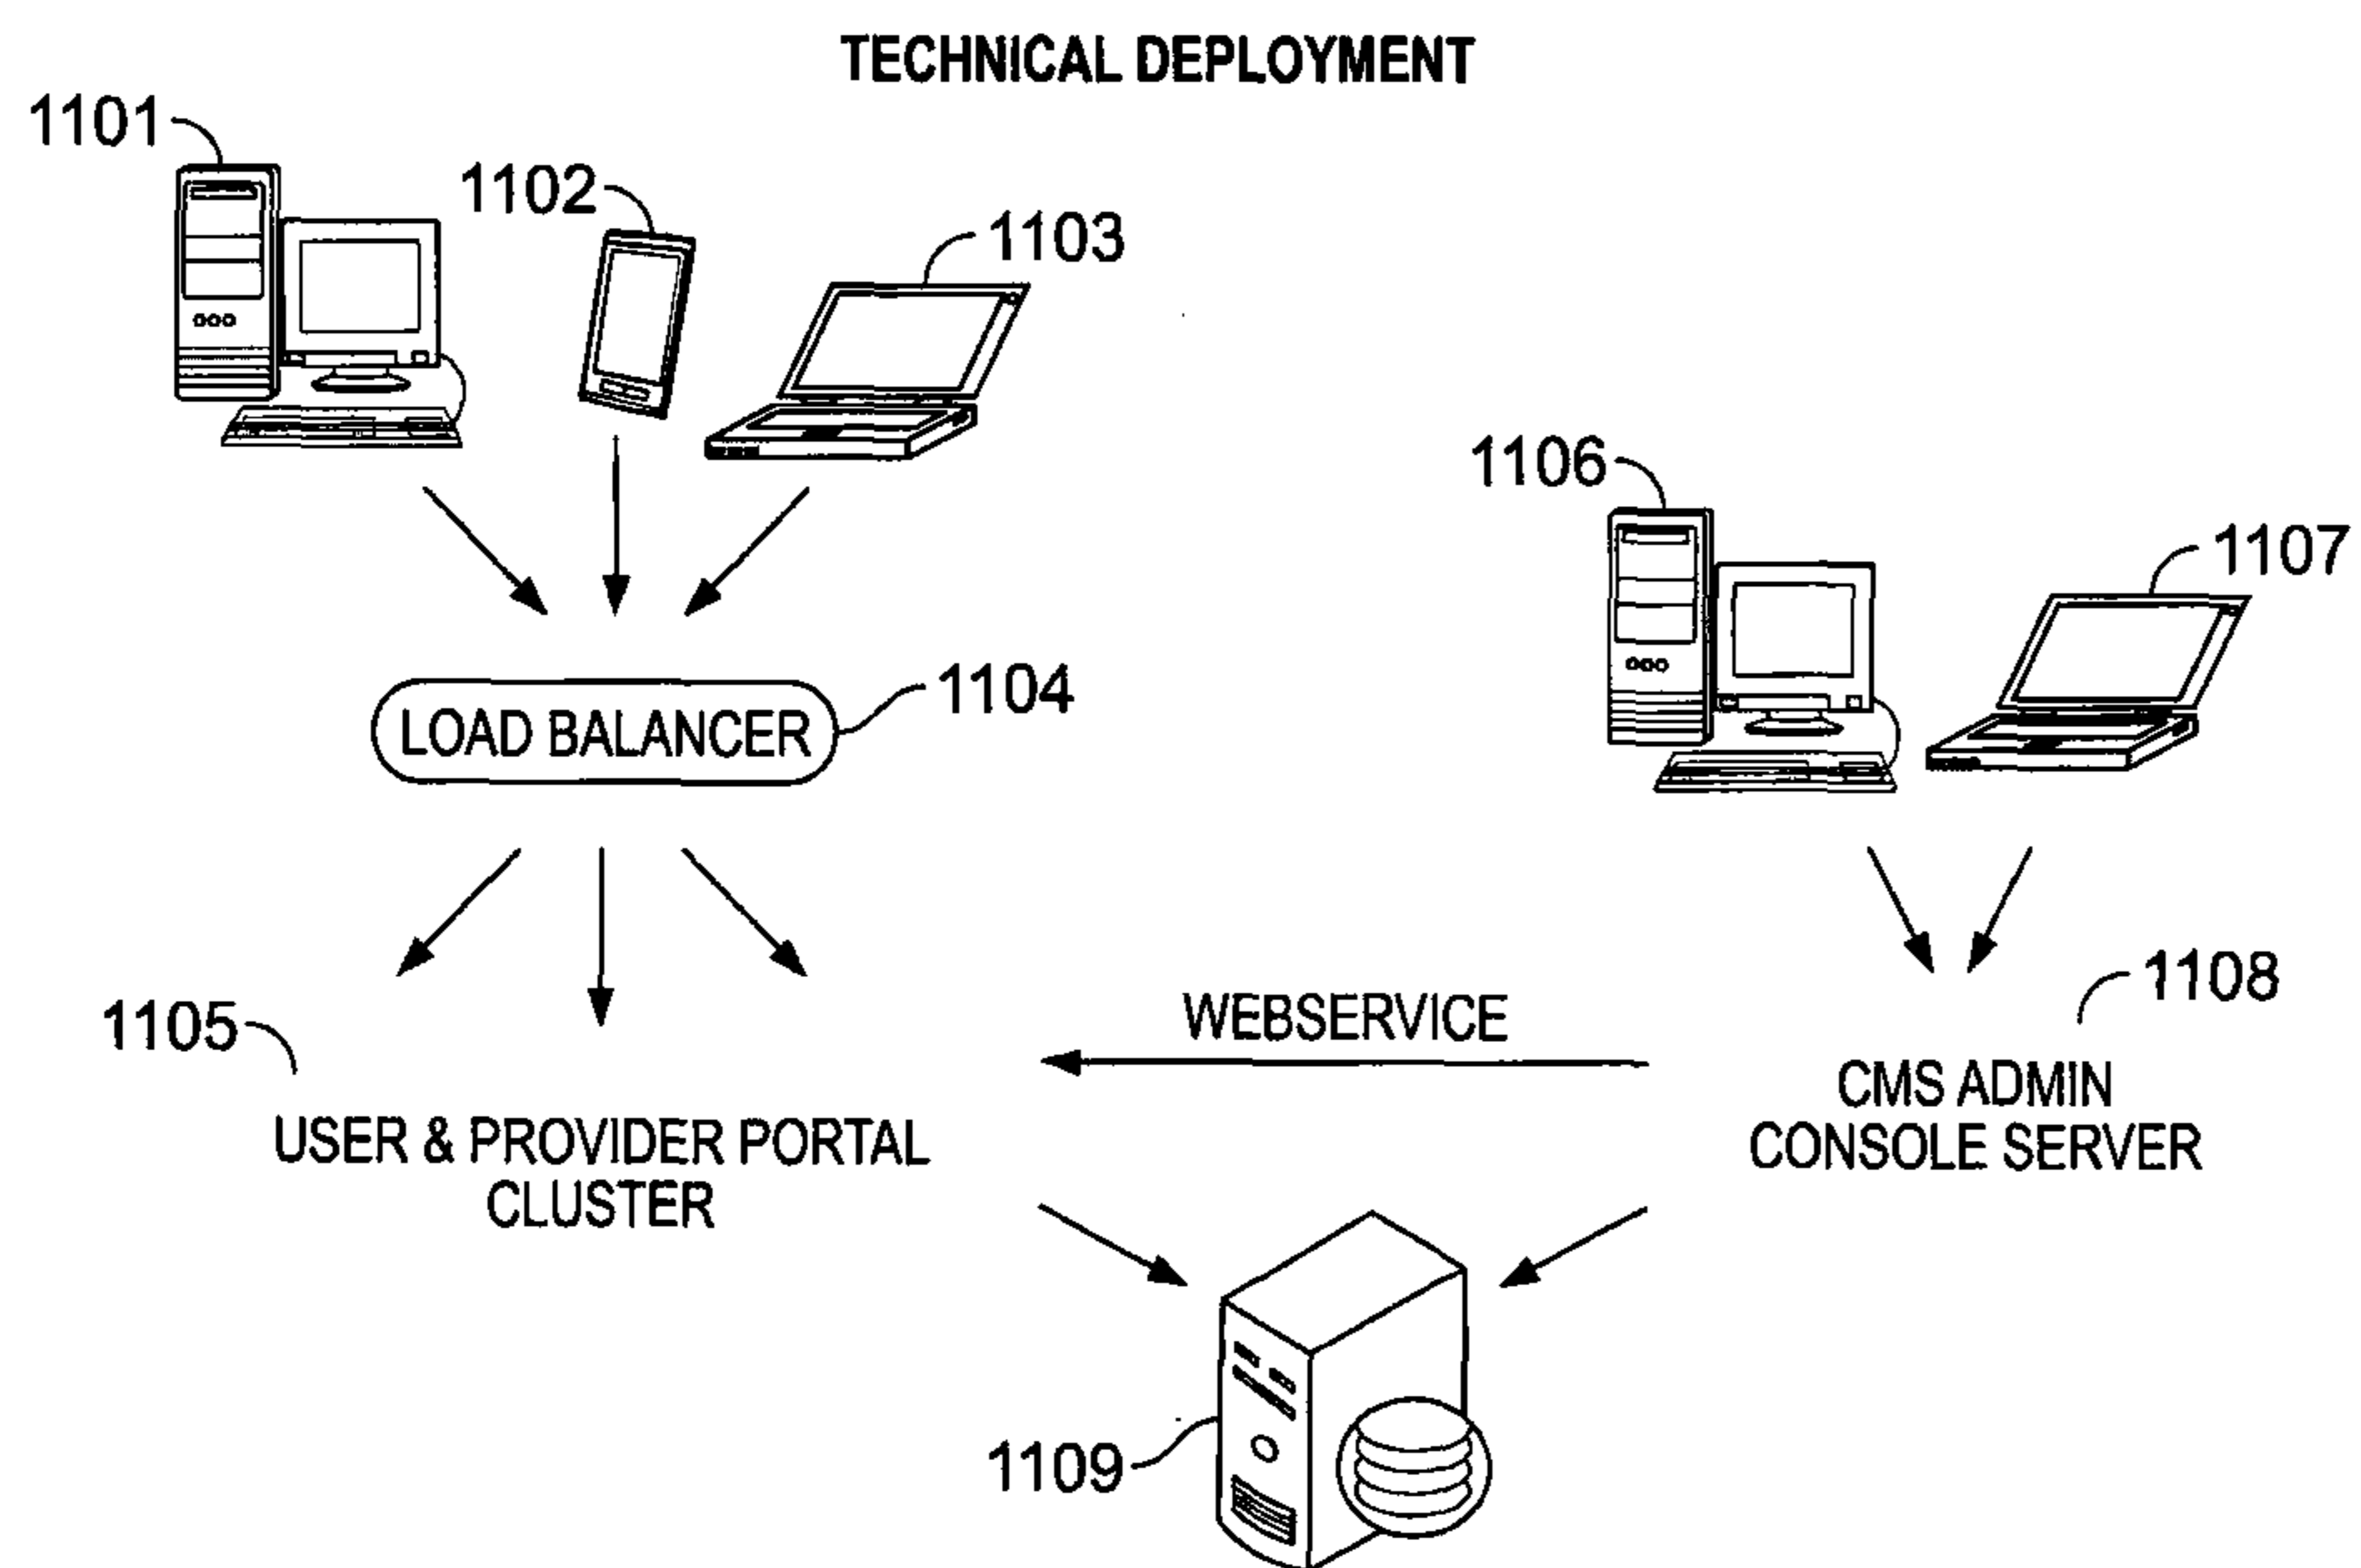 TECHNICAL DEPLOYMENT
1101
1102
1103
1106
1107
LOAD BALANCER
1104
1108
1105
WEBSERVICE
CMS ADMIN
CONSOLE SERVER
USER & PROVIDER PORTAL
CLUSTER
1109